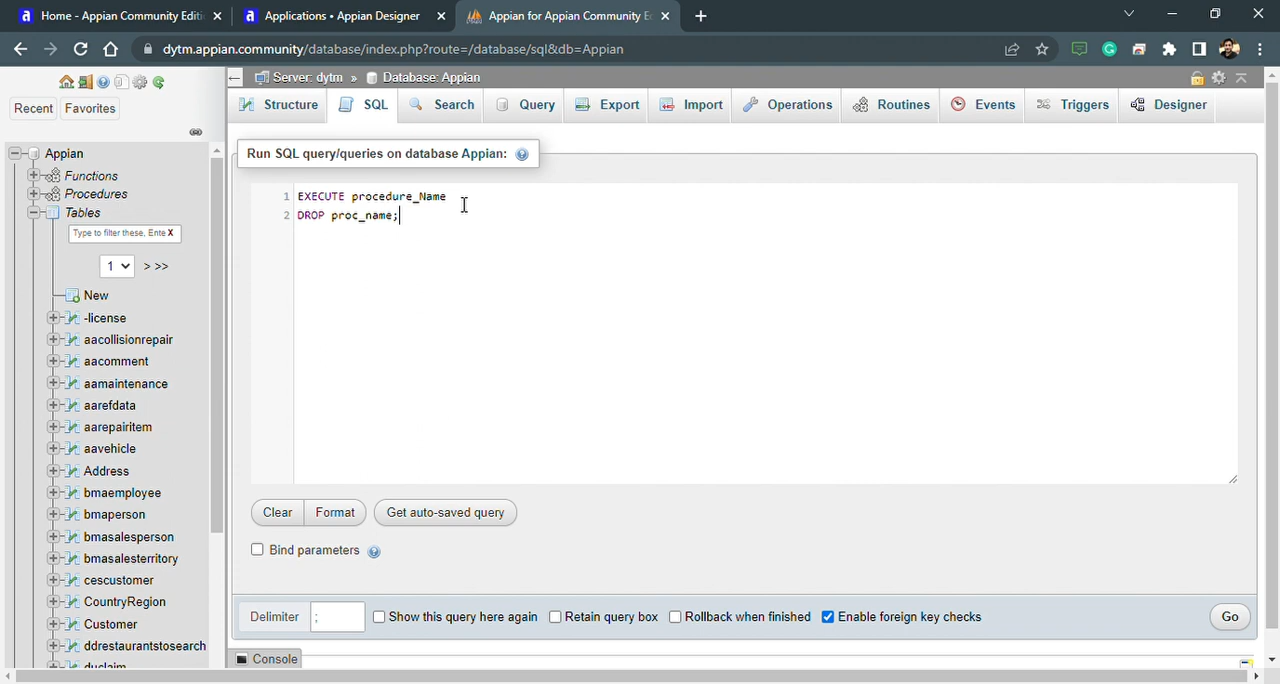 Home - Appian Community Editi
Applications • Appian Designer
Appian for Appian Community E
dytm.appian.community/database/index.php?route=/database/sql&db=Appian
Server: dytm » Database: Appian
Recent Favorites
Structure SQL Search Query Export Import Operations Routines Events Triggers Designer
Appian
Functions
Procedures
Tables
Type to filter these, Ente X
1 > >>
New
-license
aacollisionrepair
aacomment
aamaintenance
aarefdata
aarepairitem
aavehicle
Address
bmaemployee
bmaperson
bmasalesperson
bmasalesterritory
cescustomer
CountryRegion
Customer
ddrestaurantstosearch
duclaim
Run SQL query/queries on database Appian:
1 EXECUTE procedure_Name
2 DROP proc_name;
Clear Format Get auto-saved query
Bind parameters
Delimiter ; Show this query here again Retain query box Rollback when finished Enable foreign key checks Go
Console